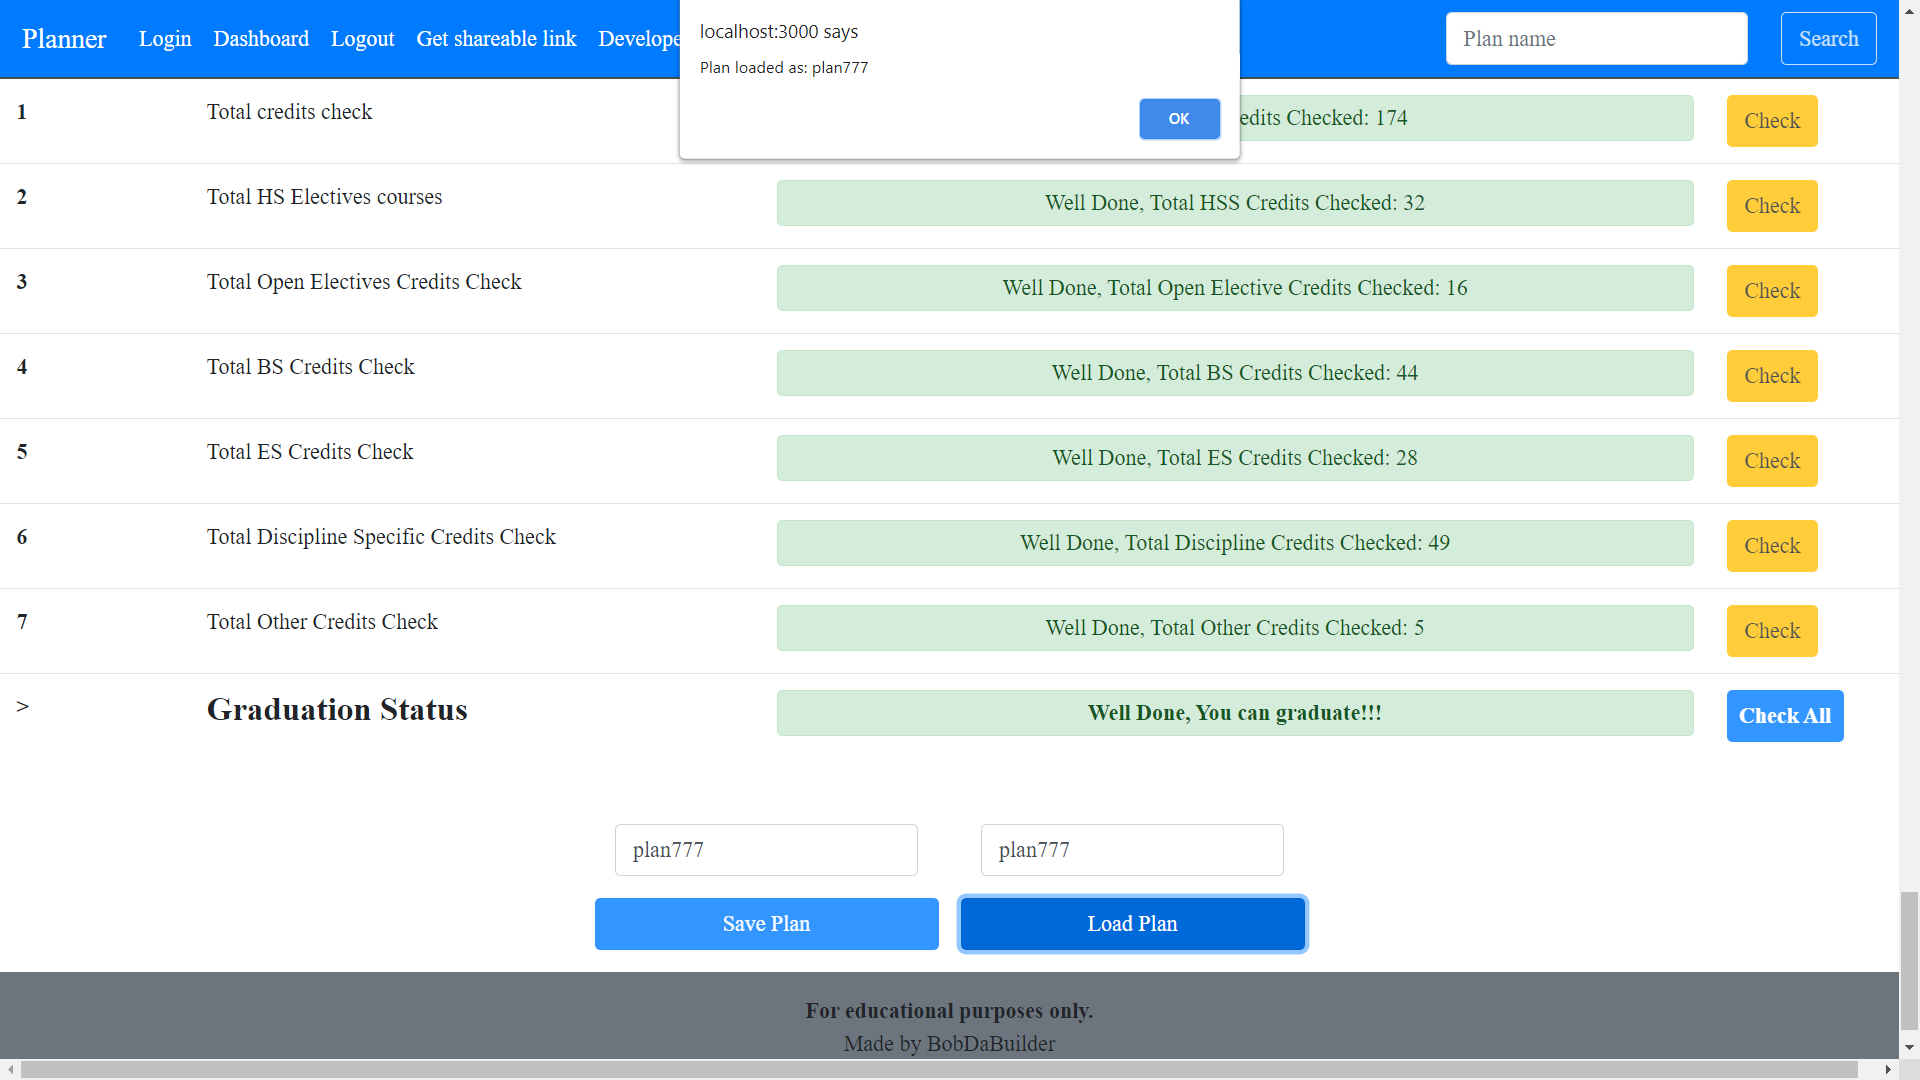 Planner Login Dashboard Logout Get shareable link Plan name Search
localhost:3000 says
Plan loaded as: plan777
OK
1 Total credits check Checked: 174 Check
2 Total HS Electives courses Well Done, Total HSS Credits Checked: 32 Check
3 Total Open Electives Credits Check Well Done, Total Open Elective Credits Checked: 16 Check
4 Total BS Credits Check Well Done, Total BS Credits Checked: 44 Check
5 Total ES Credits Check Well Done, Total ES Credits Checked: 28 Check
6 Total Discipline Specific Credits Check Well Done, Total Discipline Credits Checked: 49 Check
7 Total Other Credits Check Well Done, Total Other Credits Checked: 5 Check
> Graduation Status Well Done, You can graduate!!! Check All
plan777 plan777
Save Plan Load Plan
For educational purposes only.
Made by BobDaBuilder